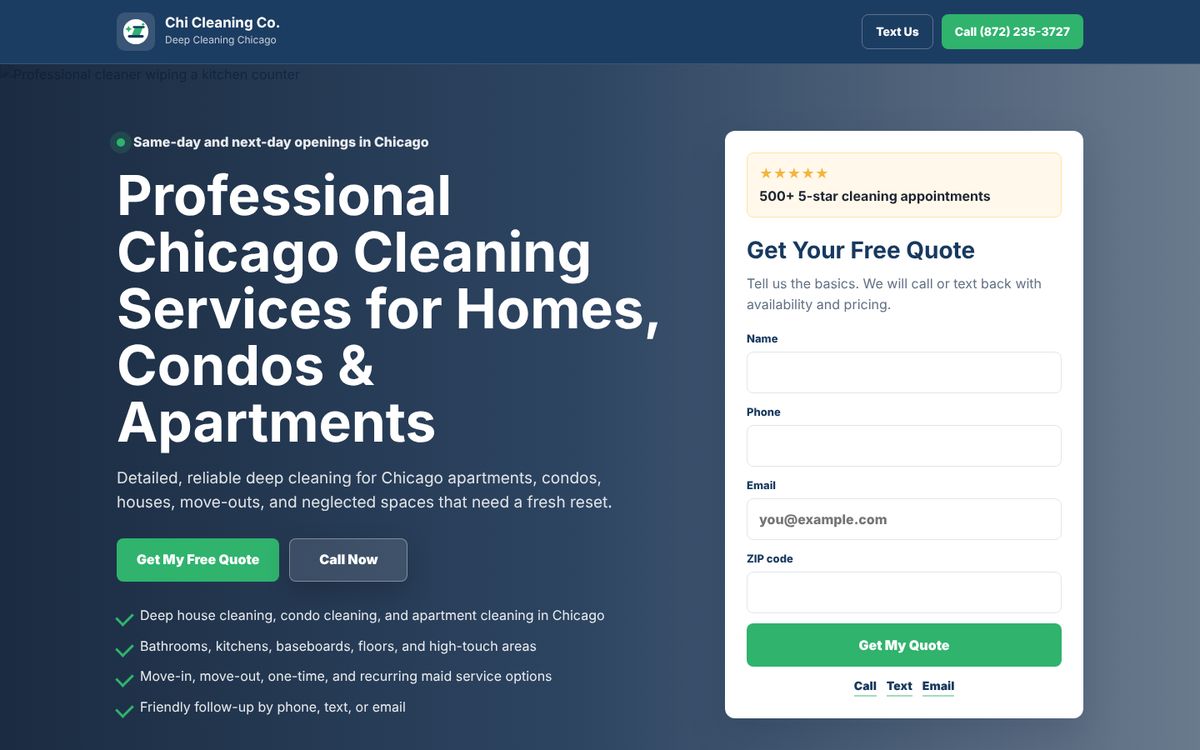 Chi Cleaning Co.
Deep Cleaning Chicago
Text Us
Call (872) 235-3727
Professional cleaner wiping a kitchen counter
Same-day and next-day openings in Chicago
Professional
Chicago Cleaning
Services for Homes,
Condos &
Apartments
Detailed, reliable deep cleaning for Chicago apartments, condos,
houses, move-outs, and neglected spaces that need a fresh reset.
Get My Free Quote
Call Now
Deep house cleaning, condo cleaning, and apartment cleaning in Chicago
Bathrooms, kitchens, baseboards, floors, and high-touch areas
Move-in, move-out, one-time, and recurring maid service options
Friendly follow-up by phone, text, or email
★★★★★
500+ 5-star cleaning appointments
Get Your Free Quote
Tell us the basics. We will call or text back with
availability and pricing.
Name
Phone
Email
you@example.com
ZIP code
Get My Quote
Call Text Email